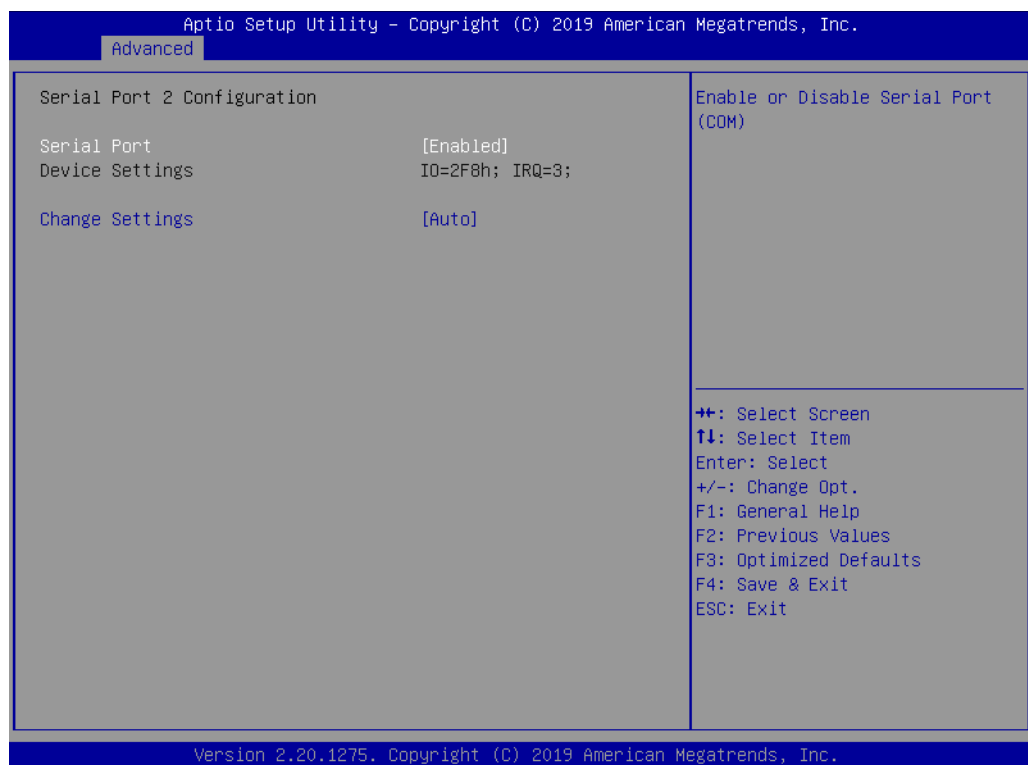 Aptio Setup Utility – Copyright (C) 2019 American Megatrends, Inc.
Advanced
Serial Port 2 Configuration
Serial Port [Enabled]
Device Settings IO=2F8h; IRQ=3;
Change Settings [Auto]
Enable or Disable Serial Port
(COM)
→←: Select Screen
↑↓: Select Item
Enter: Select
+/-: Change Opt.
F1: General Help
F2: Previous Values
F3: Optimized Defaults
F4: Save & Exit
ESC: Exit
Version 2.20.1275. Copyright (C) 2019 American Megatrends, Inc.